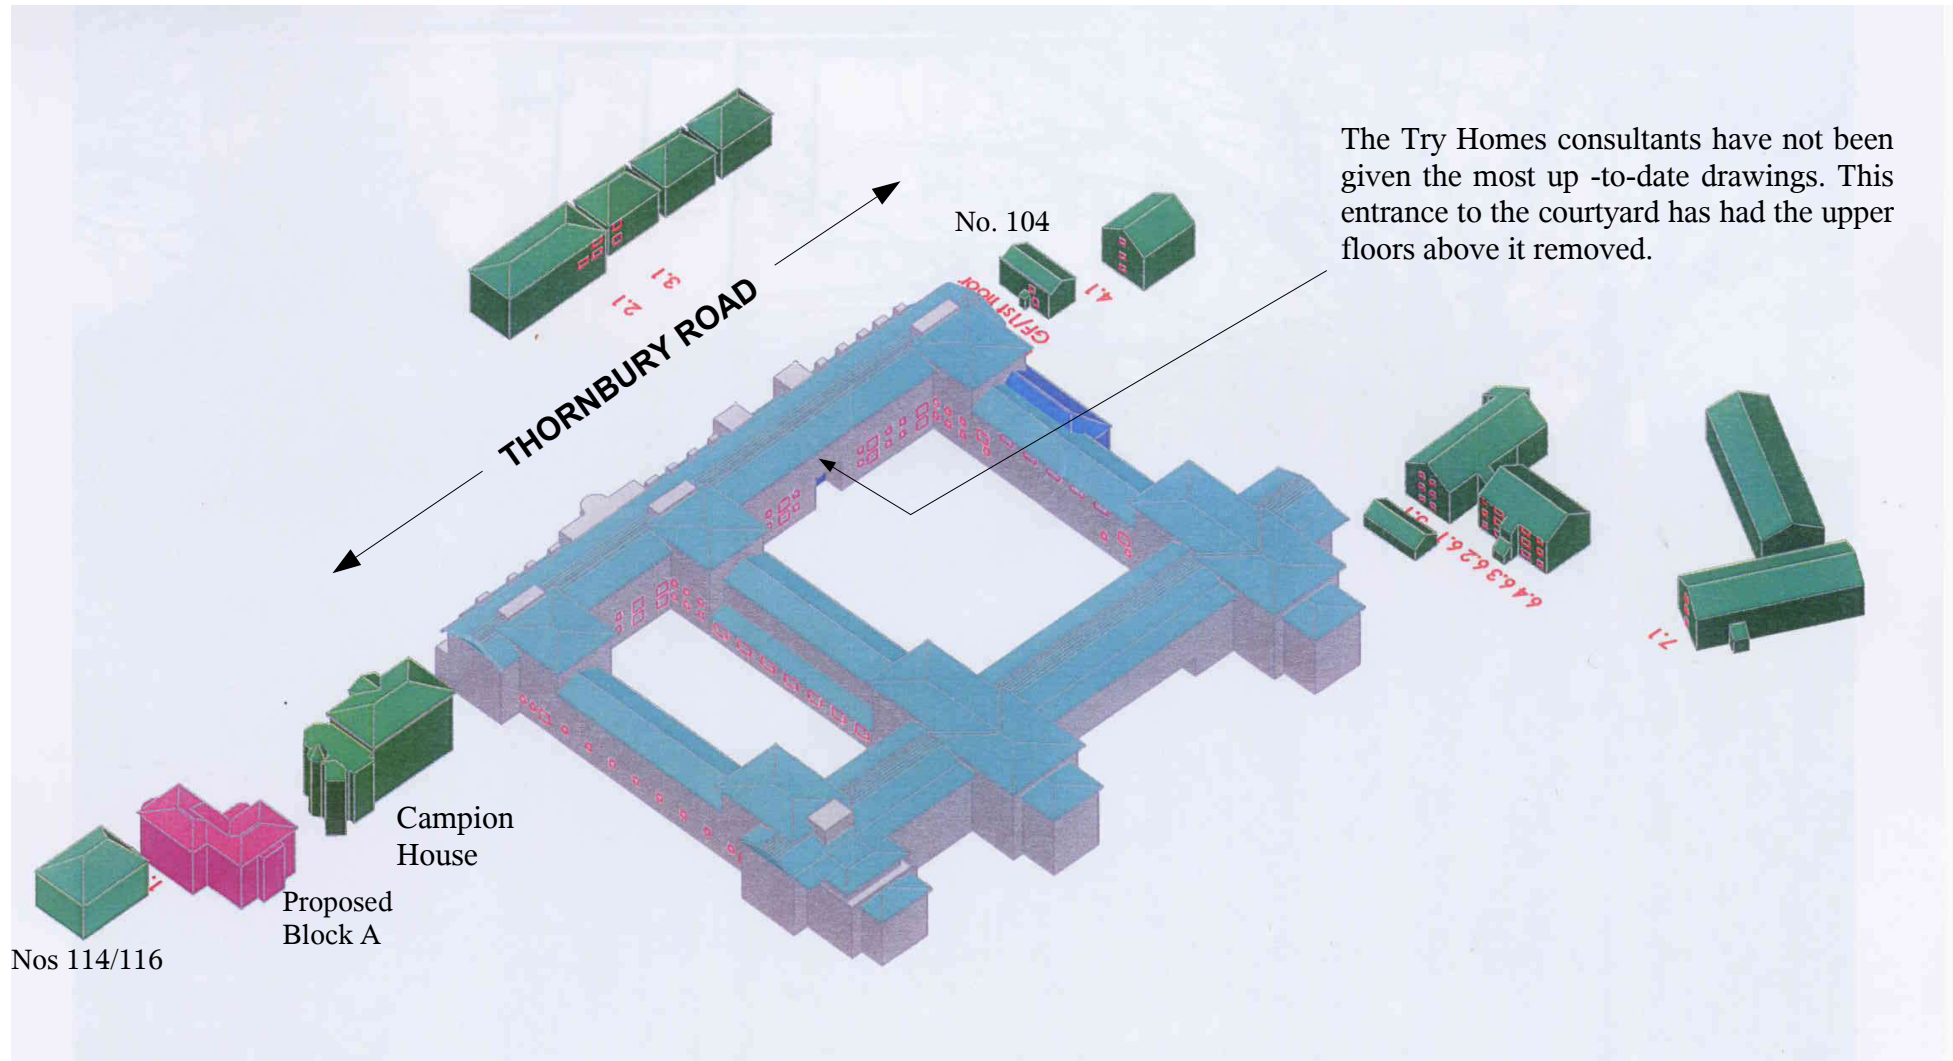 The Try Homes consultants have not been
given the most up -to-date drawings. This
entrance to the courtyard has had the upper
floors above it removed.
No. 104
THORNBURY ROAD
3.1
2.1
4.1
GF/1st floor
5.1
6.4 6.3 6.2 6.1
7.1
Campion
House
Proposed
Block A
Nos 114/116